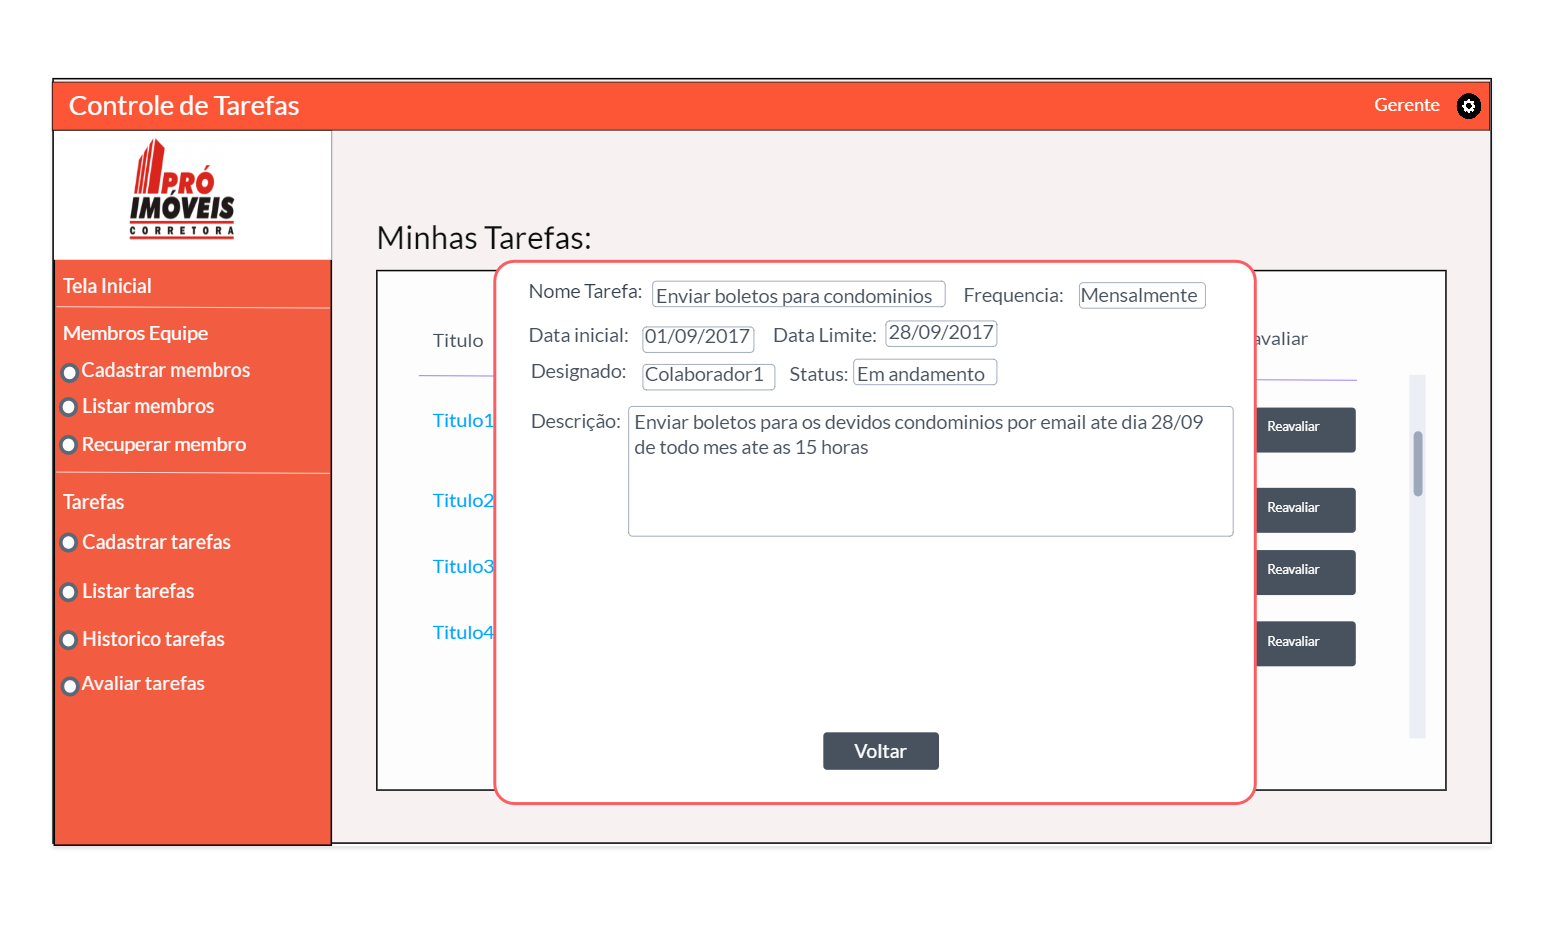 Controle de Tarefas
Gerente
PRÓ
IMÓVEIS
CORRETORA
Tela Inicial
Membros Equipe
Cadastrar membros
Listar membros
Recuperar membro
Tarefas
Cadastrar tarefas
Listar tarefas
Historico tarefas
Avaliar tarefas
Minhas Tarefas:
Titulo
avaliar
Titulo1
Reavaliar
Titulo2
Reavaliar
Titulo3
Reavaliar
Titulo4
Reavaliar
Nome Tarefa: Enviar boletos para condominios Frequencia: Mensalmente
Data inicial: 01/09/2017 Data Limite: 28/09/2017
Designado: Colaborador1 Status: Em andamento
Descrição: Enviar boletos para os devidos condominios por email ate dia 28/09
de todo mes ate as 15 horas
Voltar